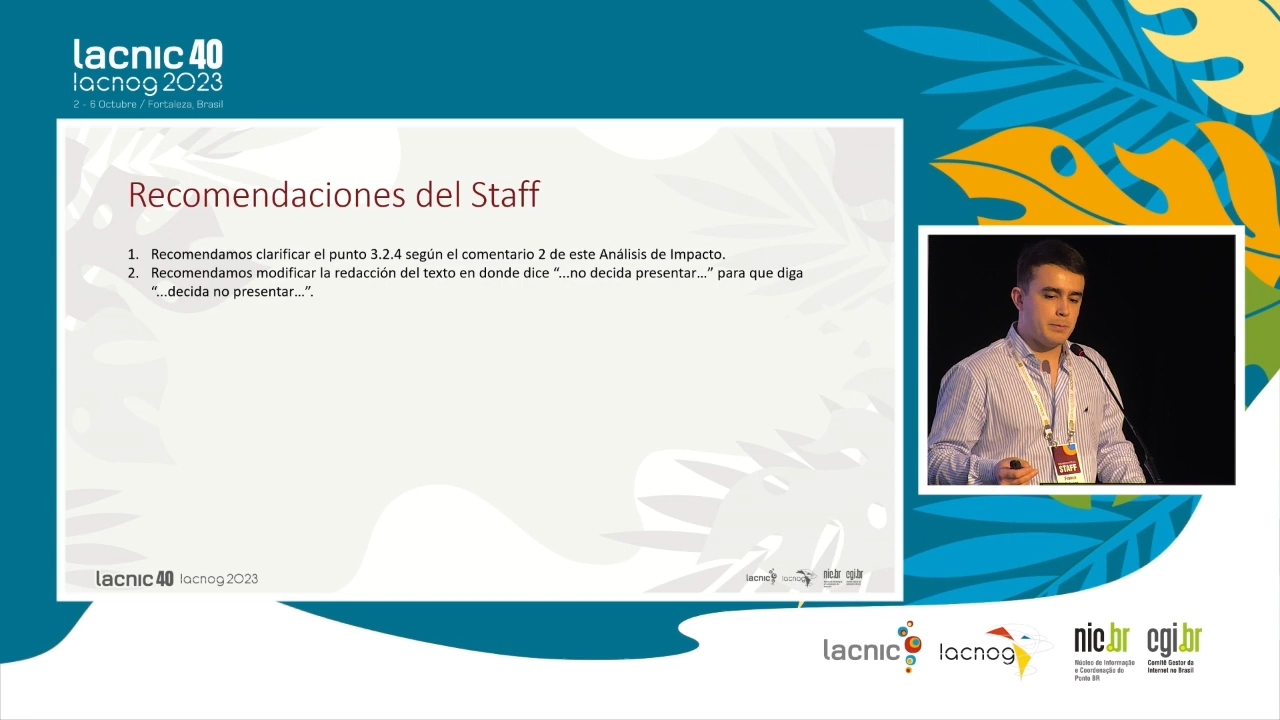 lacnic 40
lacnog 2023
2 - 6 Octubre / Fortaleza, Brasil
Recomendaciones del Staff
1. Recomendamos clarificar el punto 3.2.4 según el comentario 2 de este Análisis de Impacto.
2. Recomendamos modificar la redacción del texto en donde dice “...no decida presentar...” para que diga
“...decida no presentar...”.
STAFF
lacnic 40 lacnog 2023
lacnic lacnog nic.br cgi.br
lacnic lacnog nic.br cgi.br
Núcleo de Informação
e Coordenação do
Ponto BR
Comitê Gestor da
Internet no Brasil